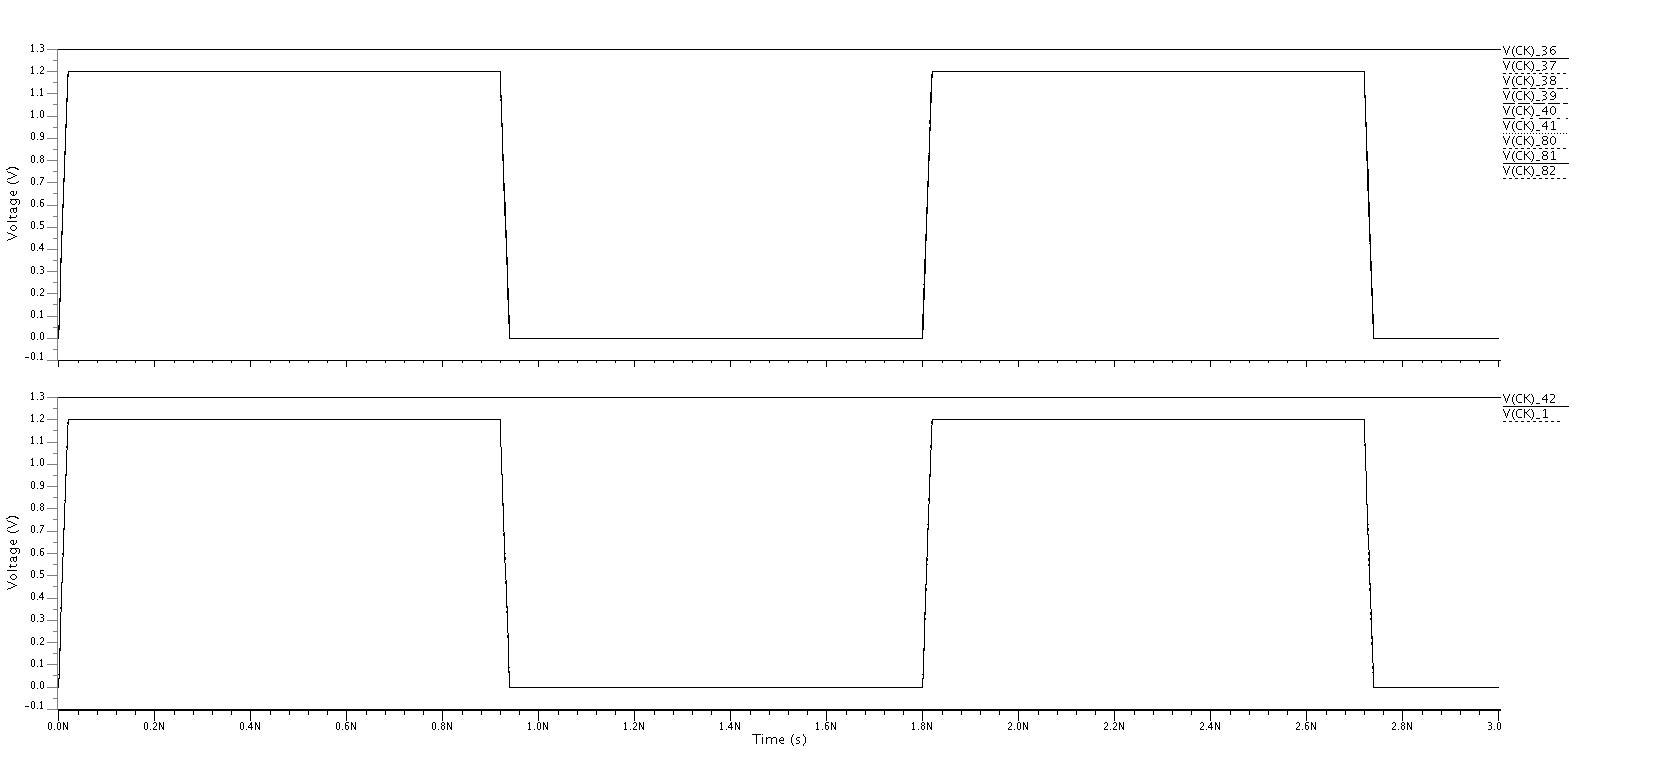 1.3
1.2
1.1
1.0
0.9
0.8
0.7
0.6
0.5
0.4
0.3
0.2
0.1
0.0
−0.1
Voltage (V)
V(CK)_36
V(CK)_37
V(CK)_38
V(CK)_39
V(CK)_40
V(CK)_41
V(CK)_80
V(CK)_81
V(CK)_82
1.3
1.2
1.1
1.0
0.9
0.8
0.7
0.6
0.5
0.4
0.3
0.2
0.1
0.0
−0.1
Voltage (V)
V(CK)_42
V(CK)_1
0.0N 0.2N 0.4N 0.6N 0.8N 1.0N 1.2N 1.4N 1.6N 1.8N 2.0N 2.2N 2.4N 2.6N 2.8N 3.0
Time (s)